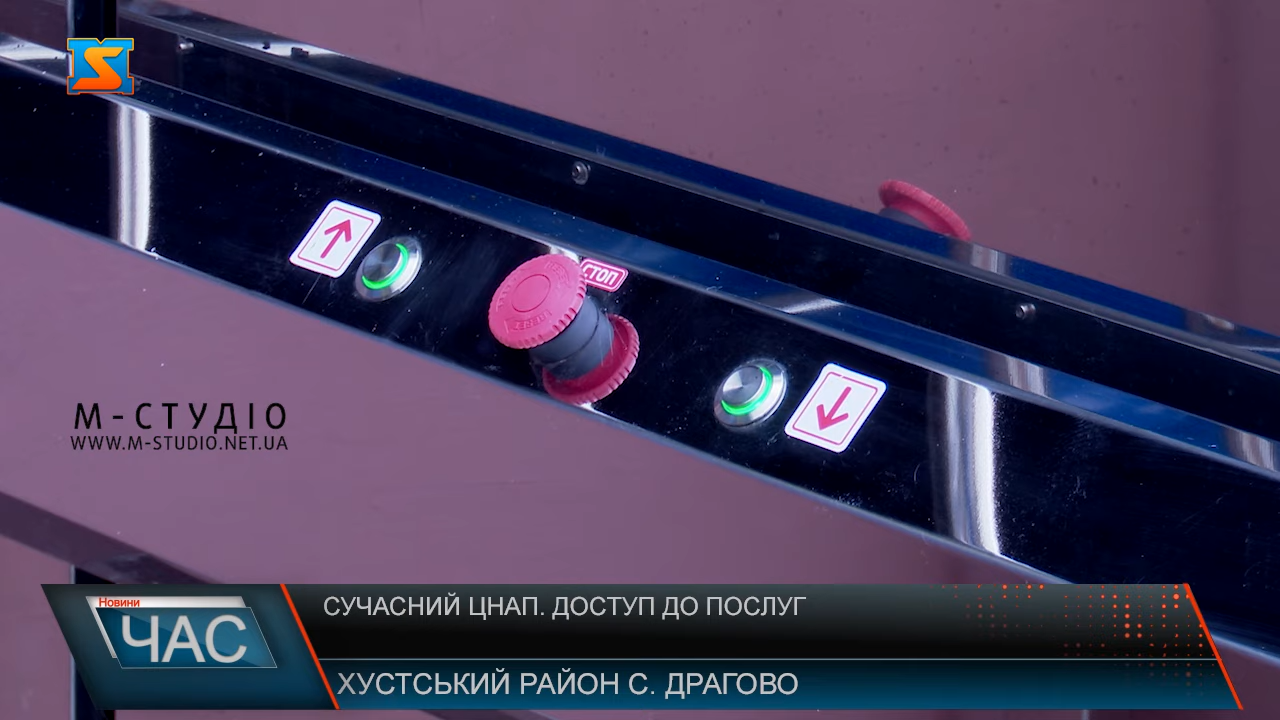 СТОП
М-СТУДІО
WWW.M-STUDIO.NET.UA
Новини
ЧАС
СУЧАСНИЙ ЦНАП. ДОСТУП ДО ПОСЛУГ
ХУСТСЬКИЙ РАЙОН С. ДРАГОВО